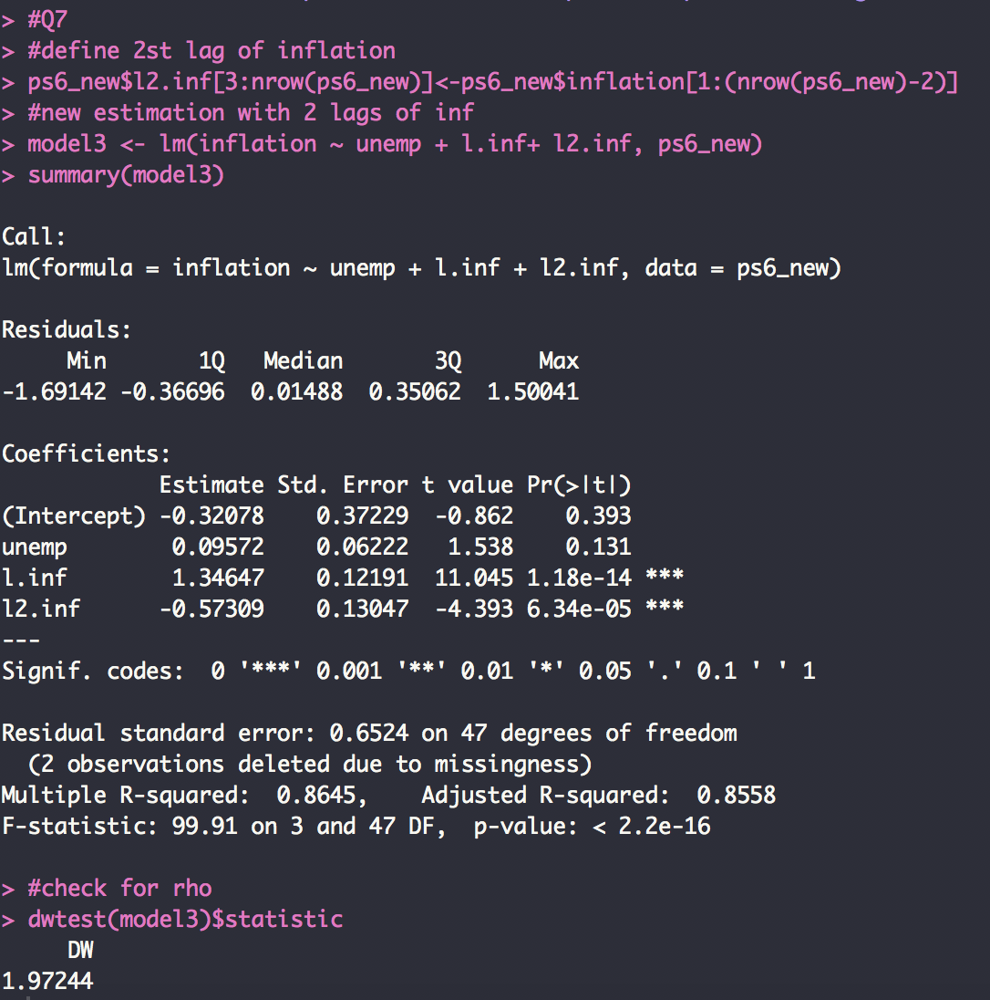 > #Q7
> #define 2st lag of inflation
> ps6_new$l2.inf[3:nrow(ps6_new)]<-ps6_new$inflation[1:(nrow(ps6_new)-2)]
> #new estimation with 2 lags of inf
> model3 <- lm(inflation ~ unemp + l.inf+ l2.inf, ps6_new)
> summary(model3)

Call:
lm(formula = inflation ~ unemp + l.inf + l2.inf, data = ps6_new)

Residuals:
     Min       1Q   Median       3Q      Max
-1.69142 -0.36696  0.01488  0.35062  1.50041

Coefficients:
            Estimate Std. Error t value Pr(>|t|)
(Intercept) -0.32078    0.37229  -0.862    0.393
unemp        0.09572    0.06222   1.538    0.131
l.inf        1.34647    0.12191  11.045 1.18e-14 ***
l2.inf      -0.57309    0.13047  -4.393 6.34e-05 ***
---
Signif. codes:  0 '***' 0.001 '**' 0.01 '*' 0.05 '.' 0.1 ' ' 1

Residual standard error: 0.6524 on 47 degrees of freedom
  (2 observations deleted due to missingness)
Multiple R-squared:  0.8645,    Adjusted R-squared:  0.8558
F-statistic: 99.91 on 3 and 47 DF,  p-value: < 2.2e-16

> #check for rho
> dwtest(model3)$statistic
     DW
1.97244